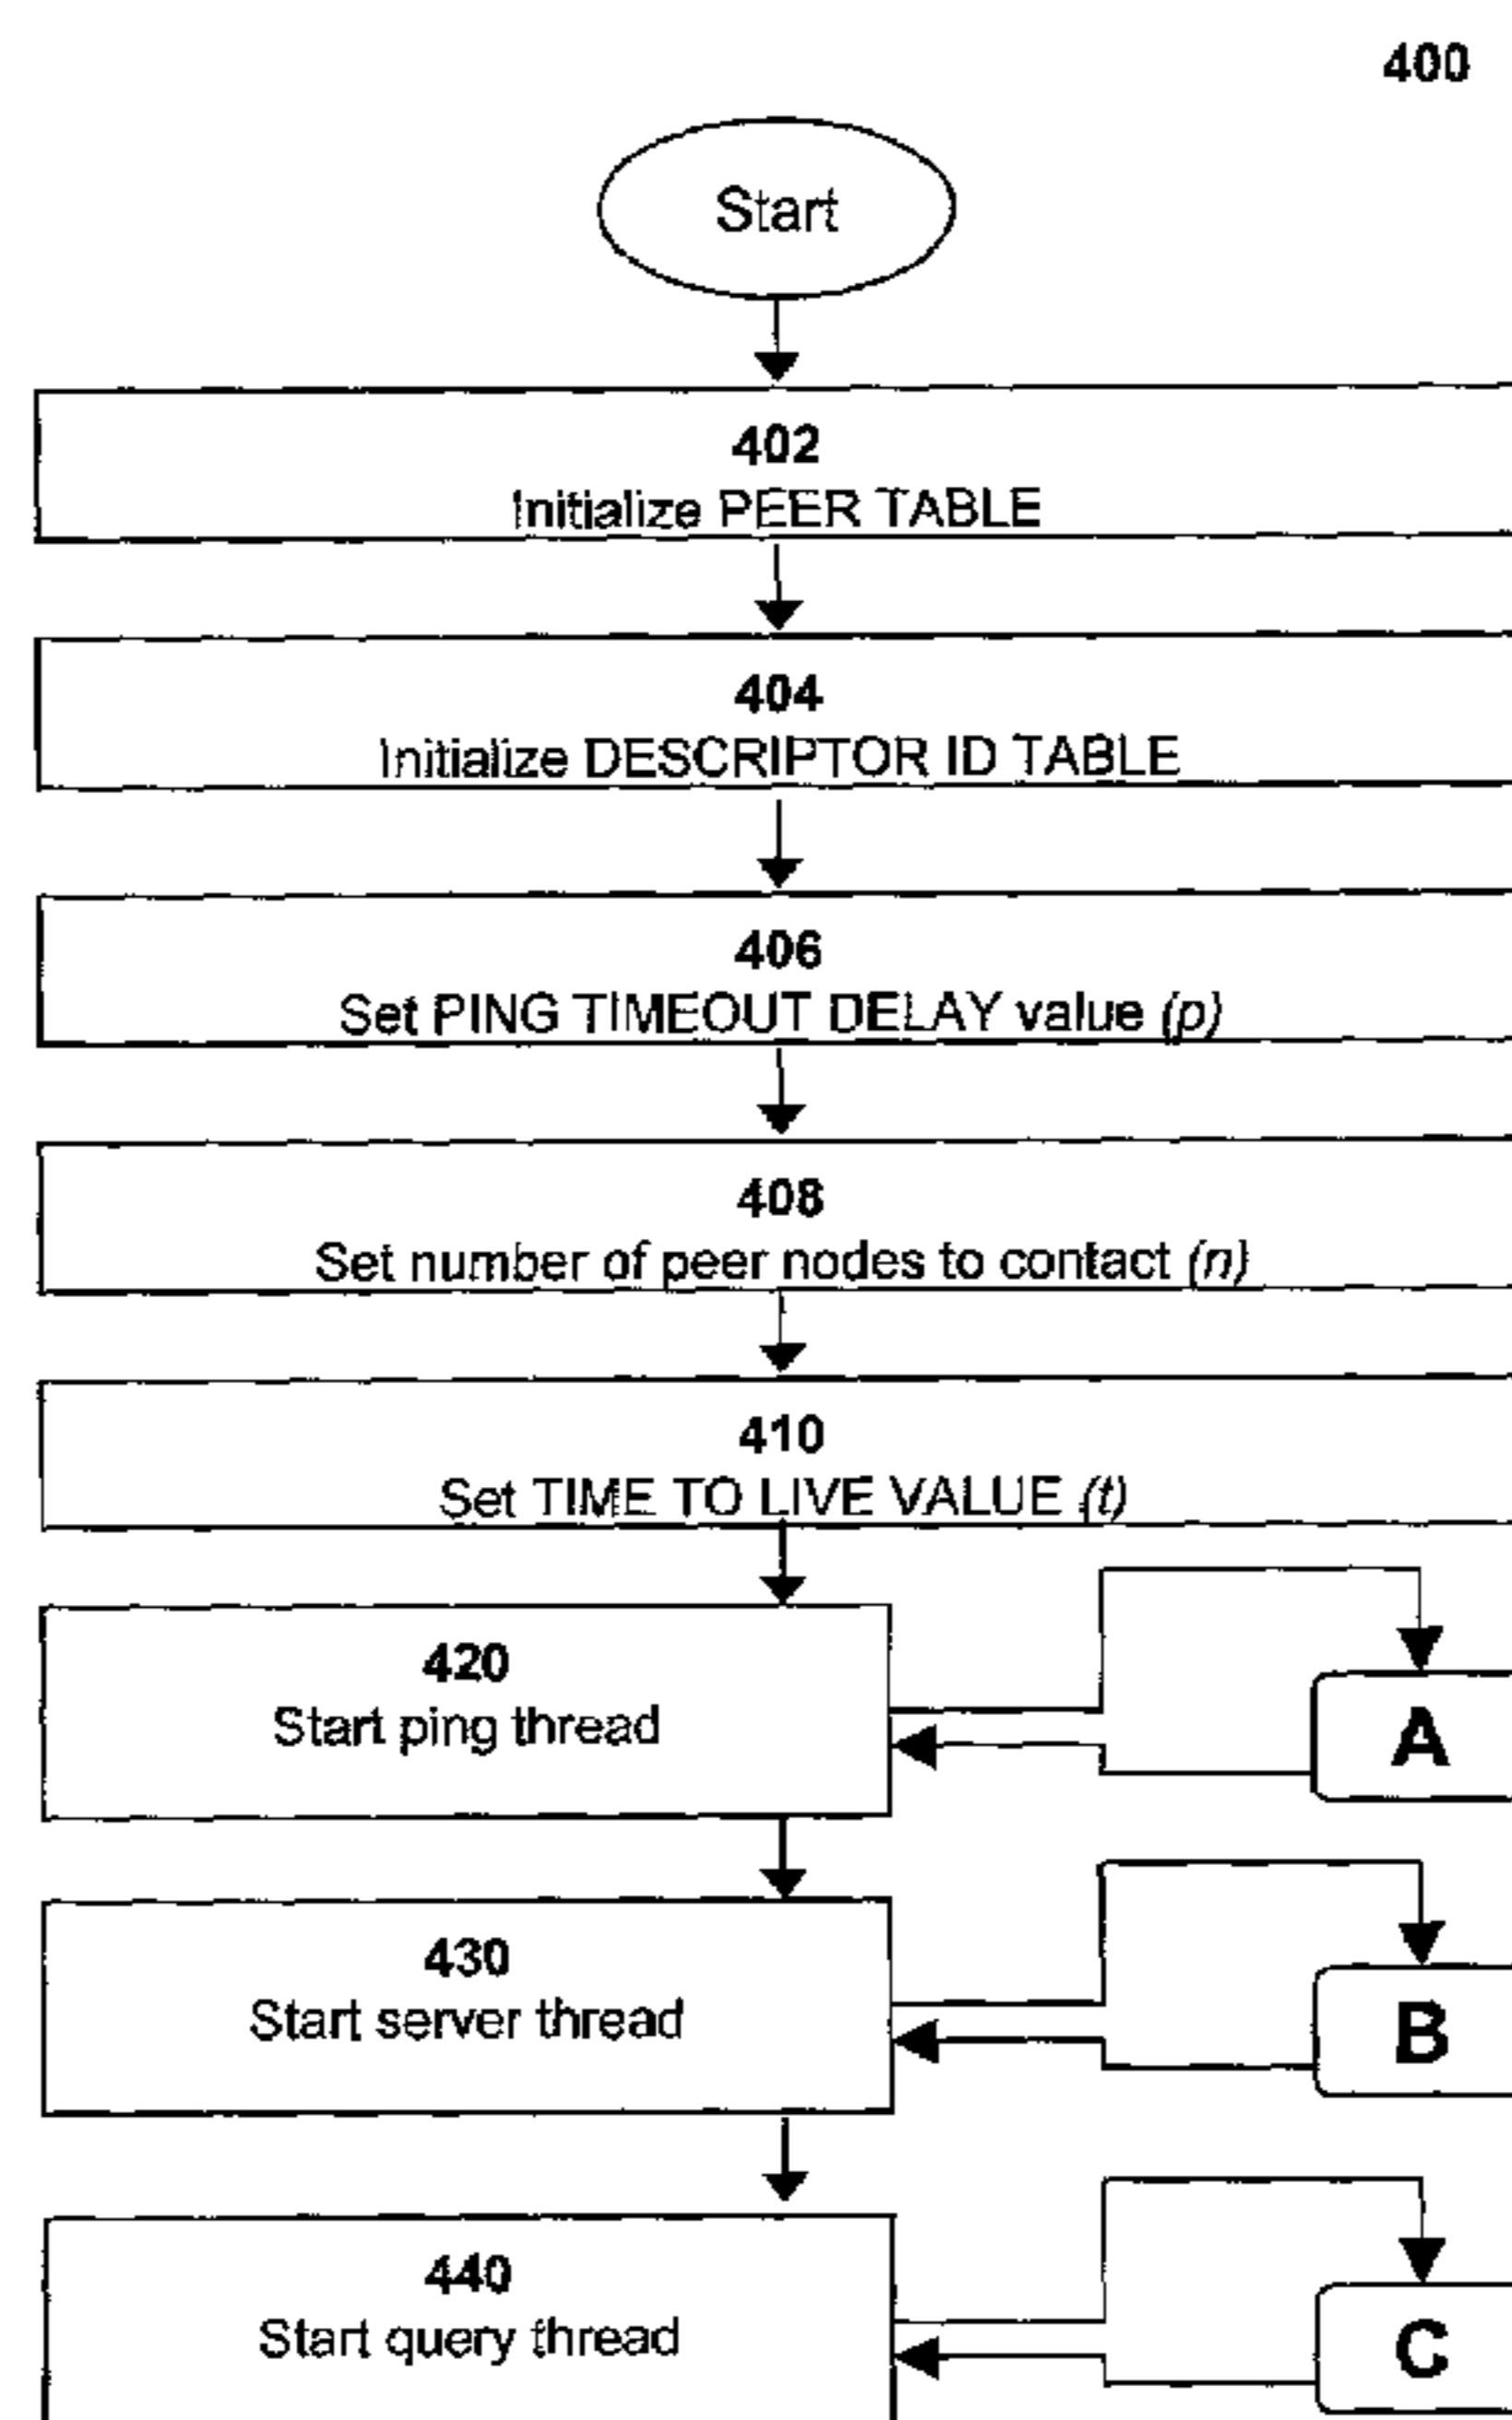 400
Start
402
Initialize PEER TABLE
404
Initialize DESCRIPTOR ID TABLE
406
Set PING TIMEOUT DELAY value (p)
408
Set number of peer nodes to contact (n)
410
Set TIME TO LIVE VALUE (t)
420
Start ping thread
A
430
Start server thread
B
440
Start query thread
C